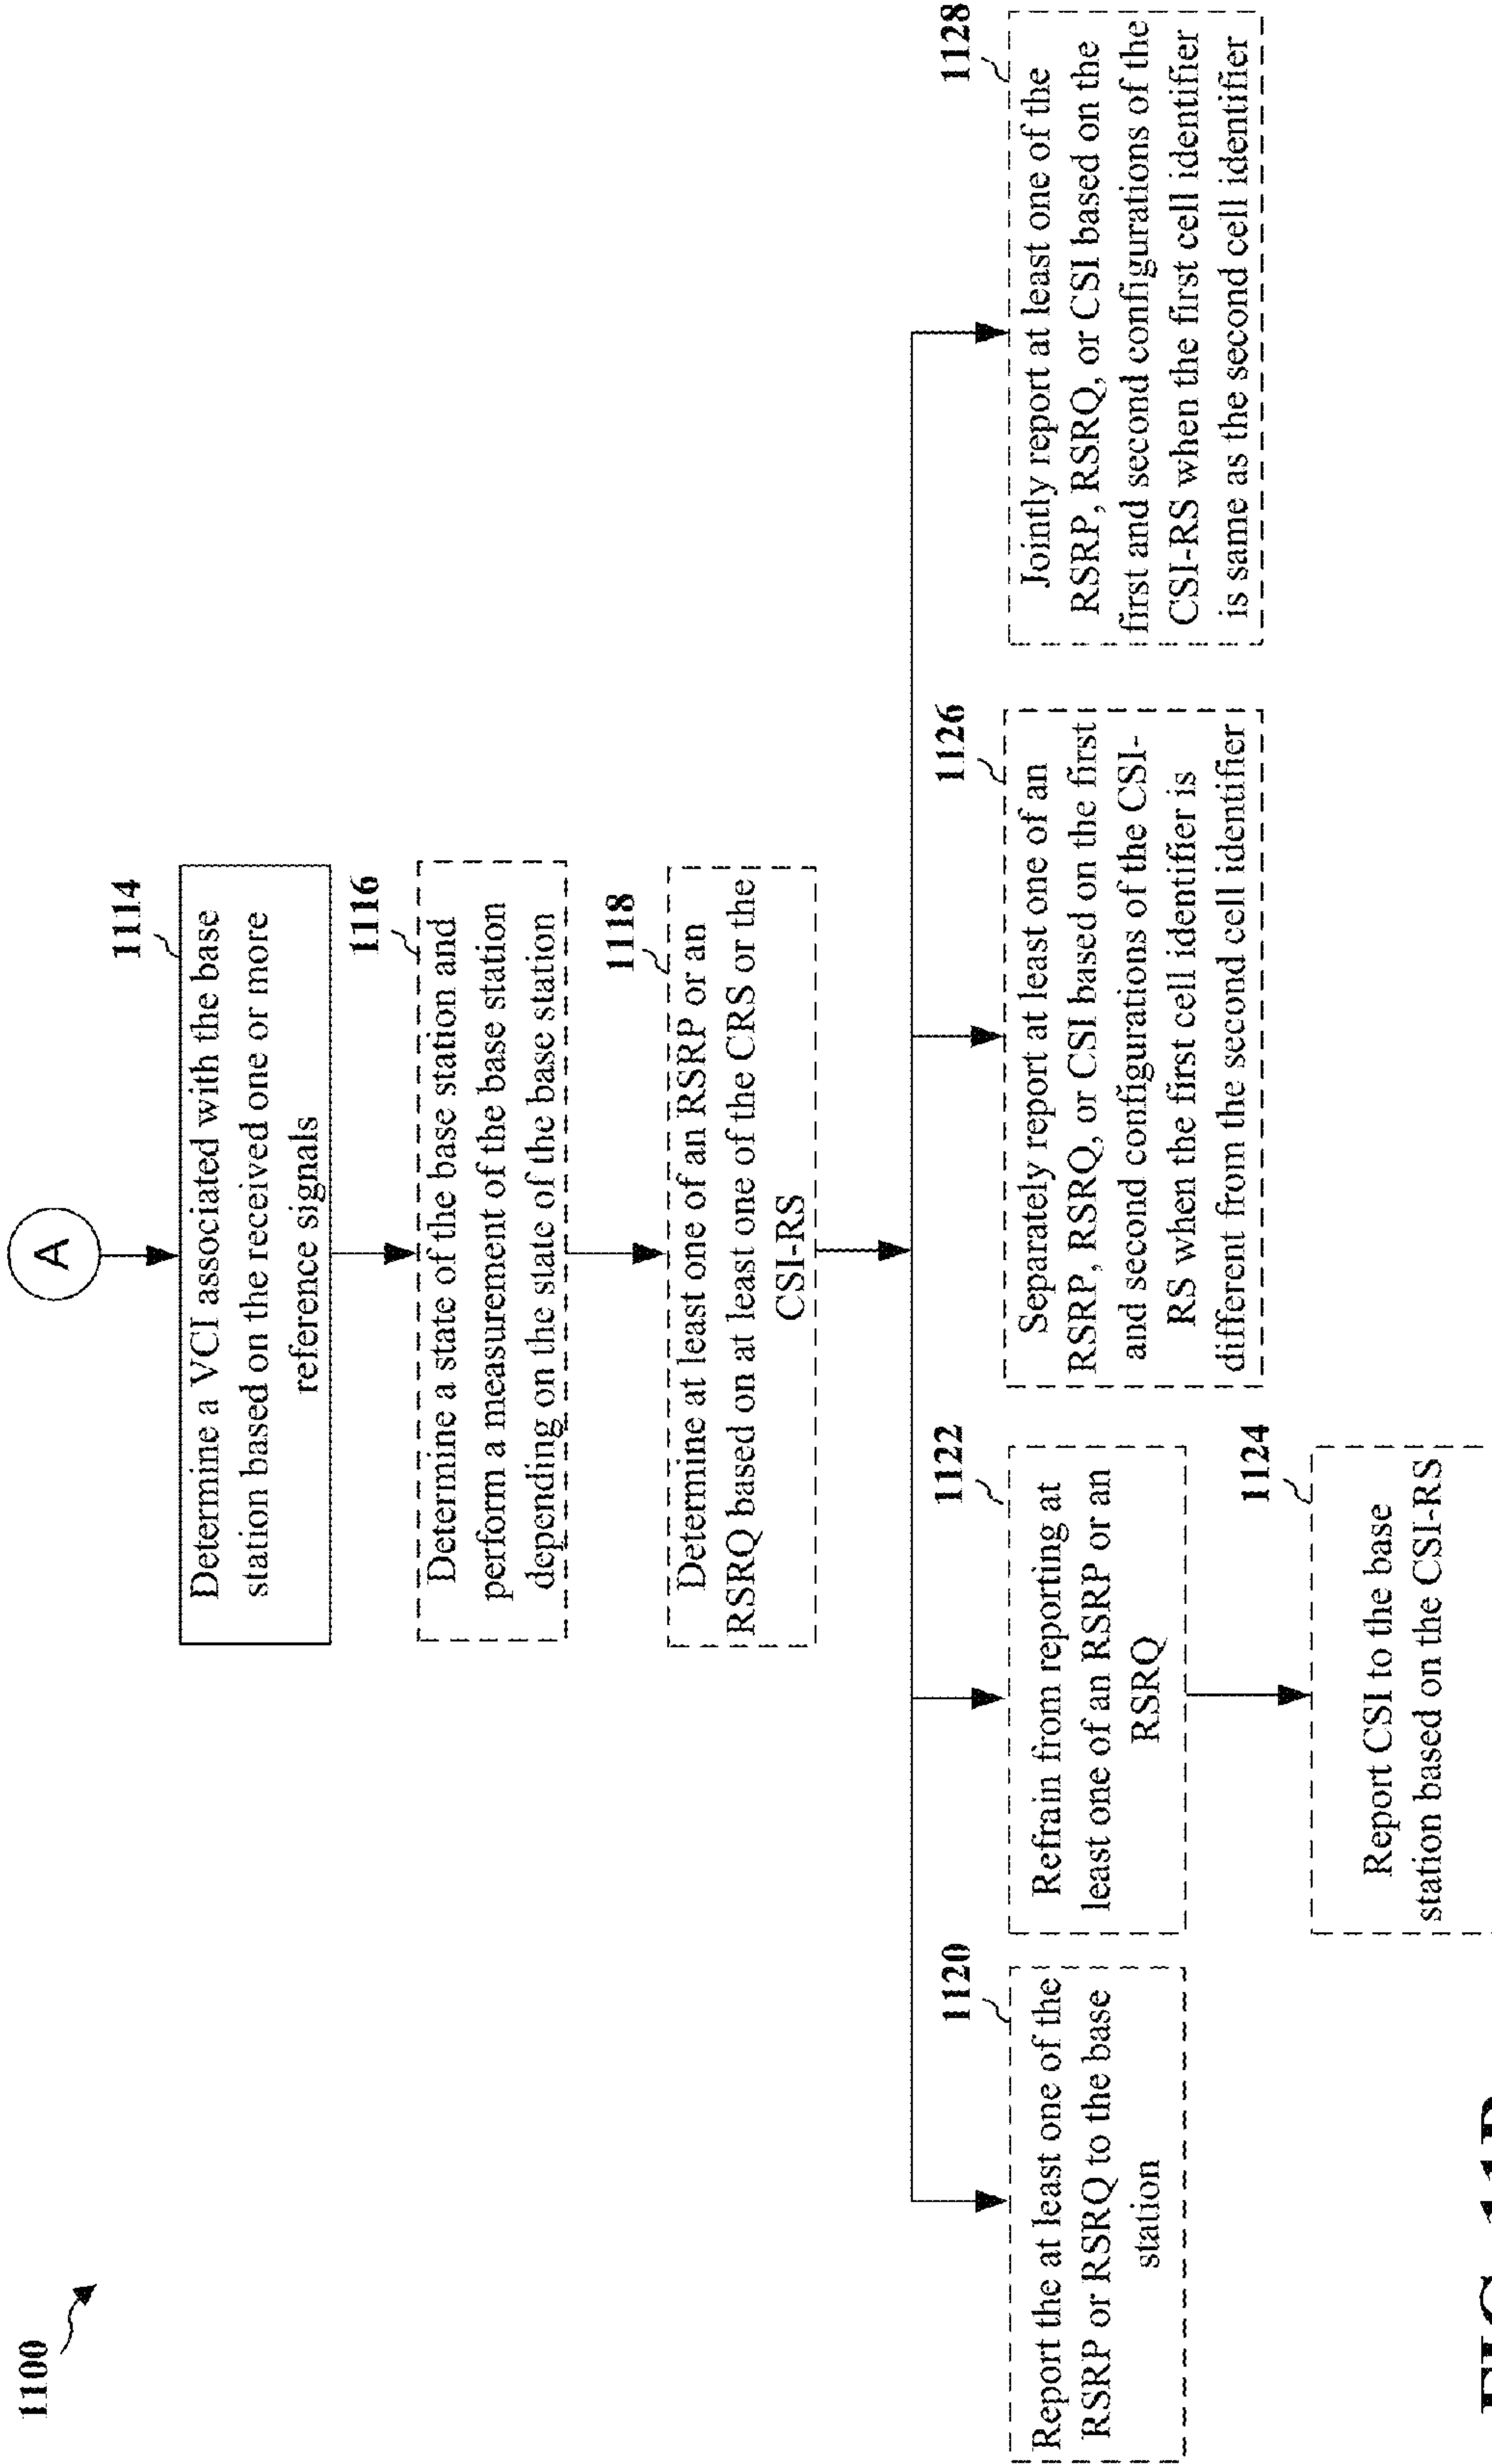 1100
A
1114
Determine a VCI associated with the base
station based on the received one or more
reference signals
1116
Determine a state of the base station and
perform a measurement of the base station
depending on the state of the base station
1118
Determine at least one of an RSRP or an
RSRQ based on at least one of the CRS or the
CSI-RS
1120
Report the at least one of the
RSRP or RSRQ to the base
station
1122
Refrain from reporting at
least one of an RSRP or an
RSRQ
1124
Report CSI to the base
station based on the CSI-RS
1126
Separately report at least one of an
RSRP, RSRQ, or CSI based on the first
and second configurations of the CSI-
RS when the first cell identifier is
different from the second cell identifier
1128
Jointly report at least one of the
RSRP, RSRQ, or CSI based on the
first and second configurations of the
CSI-RS when the first cell identifier
is same as the second cell identifier